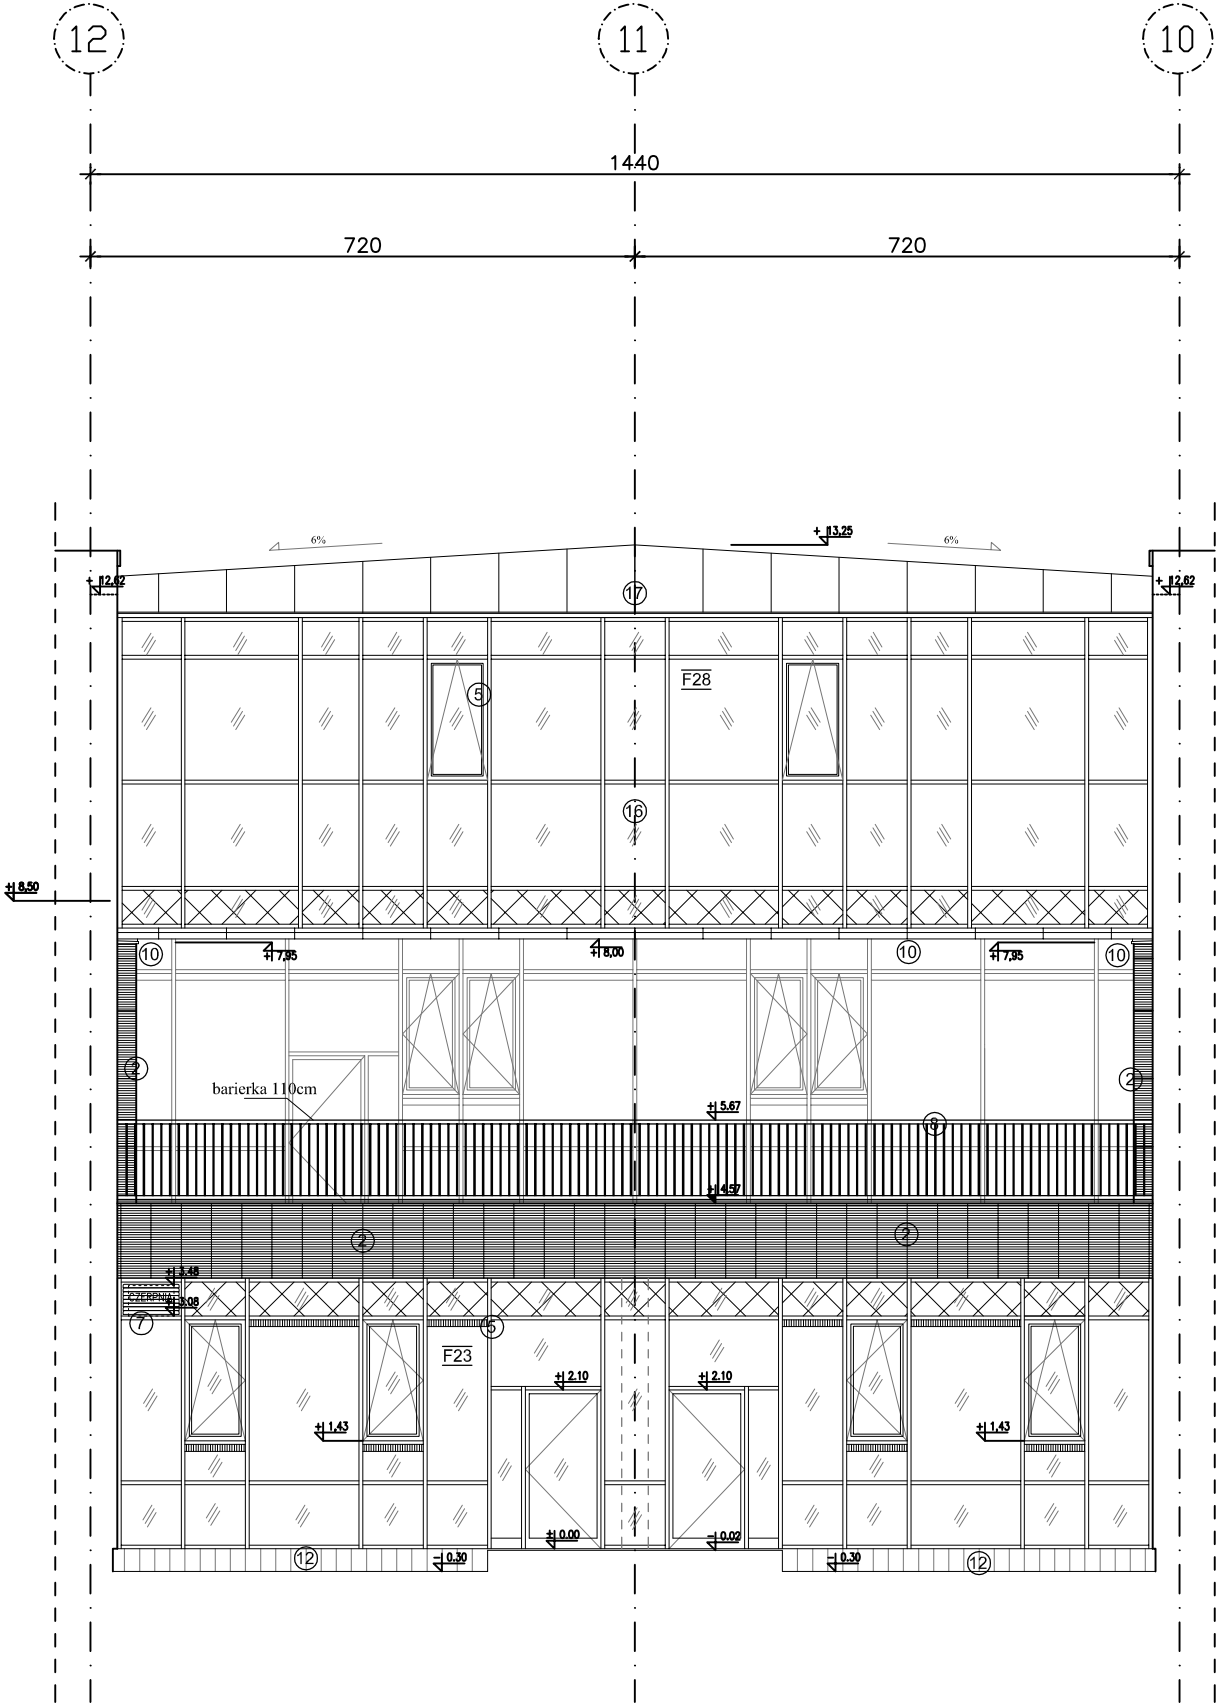 12 11 10
1440
720 720
6% + 13,25 6%
+ 12,62 + 12,62
17
F28
5
16
+ 8,50
10 + 7,95 + 8,00 10 + 7,95 10
2 2
barierka 110cm
+ 5.67
8
+ 4,57
2 2
+ 3.48
CZERPNIA
+ 3.08
7 5
F23
+ 2.10 + 2.10
+ 1,43 + 1,43
+ 0.00 - 0.02
12 - 0.30 - 0.30 12